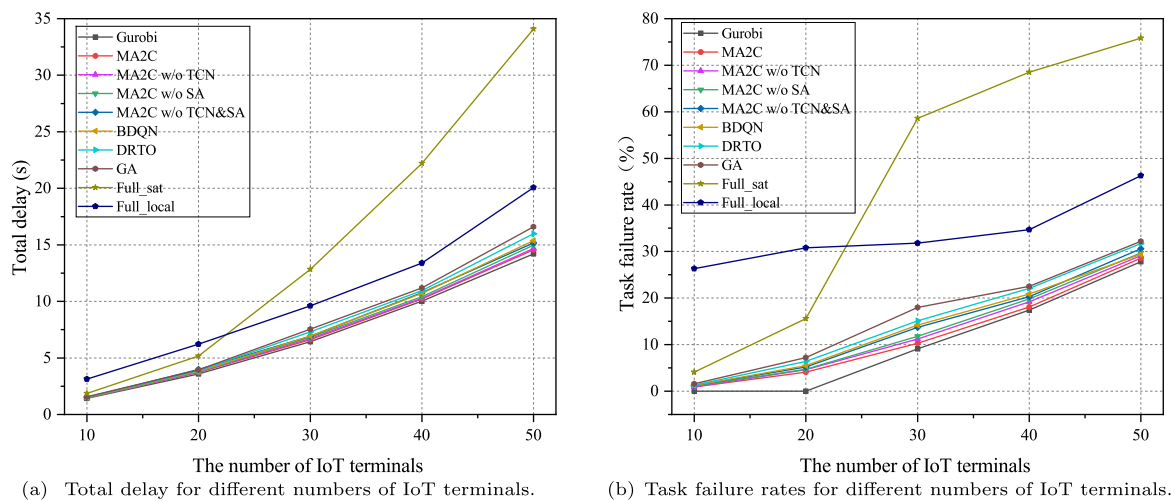 35
30
25
20
15
10
5
0
Total delay (s)
Gurobi
MA2C
MA2C w/o TCN
MA2C w/o SA
MA2C w/o TCN&SA
BDQN
DRTO
GA
Full_sat
Full_local
10 20 30 40 50
The number of IoT terminals
(a) Total delay for different numbers of IoT terminals.
80
70
60
50
40
30
20
10
0
Task failure rate (%)
Gurobi
MA2C
MA2C w/o TCN
MA2C w/o SA
MA2C w/o TCN&SA
BDQN
DRTO
GA
Full_sat
Full_local
10 20 30 40 50
The number of IoT terminals
(b) Task failure rates for different numbers of IoT terminals.